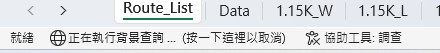 Route_List Data 1.15K_W 1.15K_L
就緒 正在執行背景查詢 ... (按一下這裡以取消) 協助工具: 調查